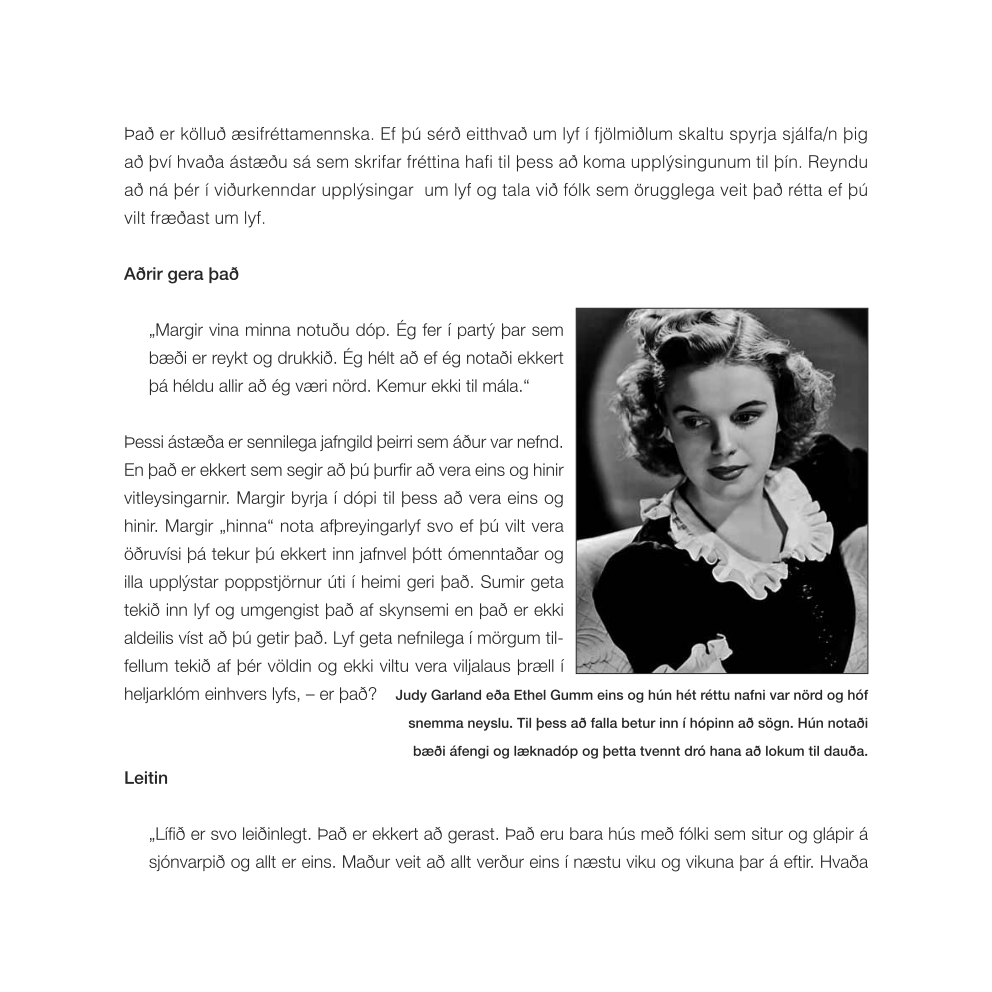 Það er kölluð æsifréttamennska. Ef þú sérð eitthvað um lyf í fjölmiðlum skaltu spyrja sjálfa/n þig
að því hvaða ástæðu sá sem skrifar fréttina hafi til þess að koma upplýsingunum til þín. Reyndu
að ná þér í viðurkenndar upplýsingar  um lyf og tala við fólk sem örugglega veit það rétta ef þú
vilt fræðast um lyf.
Aðrir gera það
„Margir vina minna notuðu dóp. Ég fer í partý þar sem
bæði er reykt og drukkið. Ég hélt að ef ég notaði ekkert
þá héldu allir að ég væri nörd. Kemur ekki til mála.“
Þessi ástæða er sennilega jafngild þeirri sem áður var nefnd.
En það er ekkert sem segir að þú þurfir að vera eins og hinir
vitleysingarnir. Margir byrja í dópi til þess að vera eins og
hinir. Margir „hinna“ nota afþreyingarlyf svo ef þú vilt vera
öðruvísi þá tekur þú ekkert inn jafnvel þótt ómenntaðar og
illa upplýstar poppstjörnur úti í heimi geri það. Sumir geta
tekið inn lyf og umgengist það af skynsemi en það er ekki
aldeilis víst að þú getir það. Lyf geta nefnilega í mörgum til-
fellum tekið af þér völdin og ekki viltu vera viljalaus þræll í
heljarklóm einhvers lyfs, – er það?
Judy Garland eða Ethel Gumm eins og hún hét réttu nafni var nörd og hóf
snemma neyslu. Til þess að falla betur inn í hópinn að sögn. Hún notaði
bæði áfengi og læknadóp og þetta tvennt dró hana að lokum til dauða.
Leitin
„Lífið er svo leiðinlegt. Það er ekkert að gerast. Það eru bara hús með fólki sem situr og glápir á
sjónvarpið og allt er eins. Maður veit að allt verður eins í næstu viku og vikuna þar á eftir. Hvaða